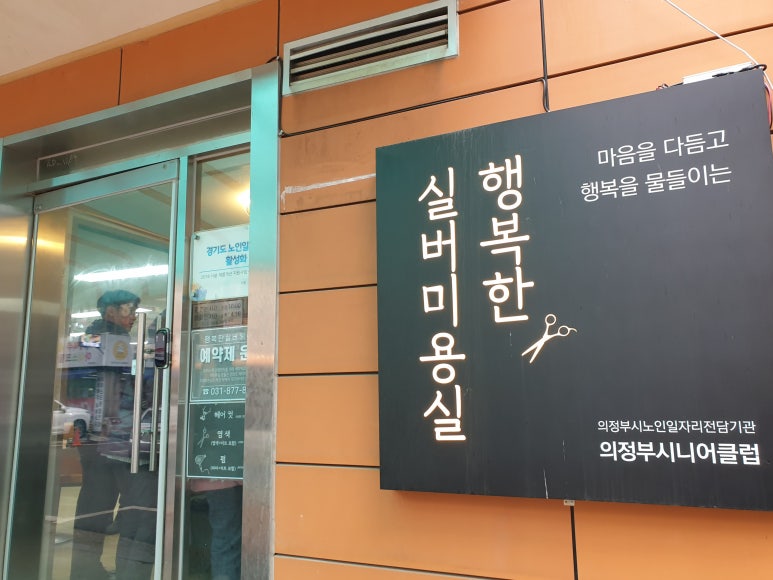 마음을 다듬고
행복을 물들이는
행복한
실버미용실
의정부시노인일자리전담기관
의정부시니어클럽
경기도 노인일
활성화
예약제 운
☎031-877-8
헤어 컷
염색
펌